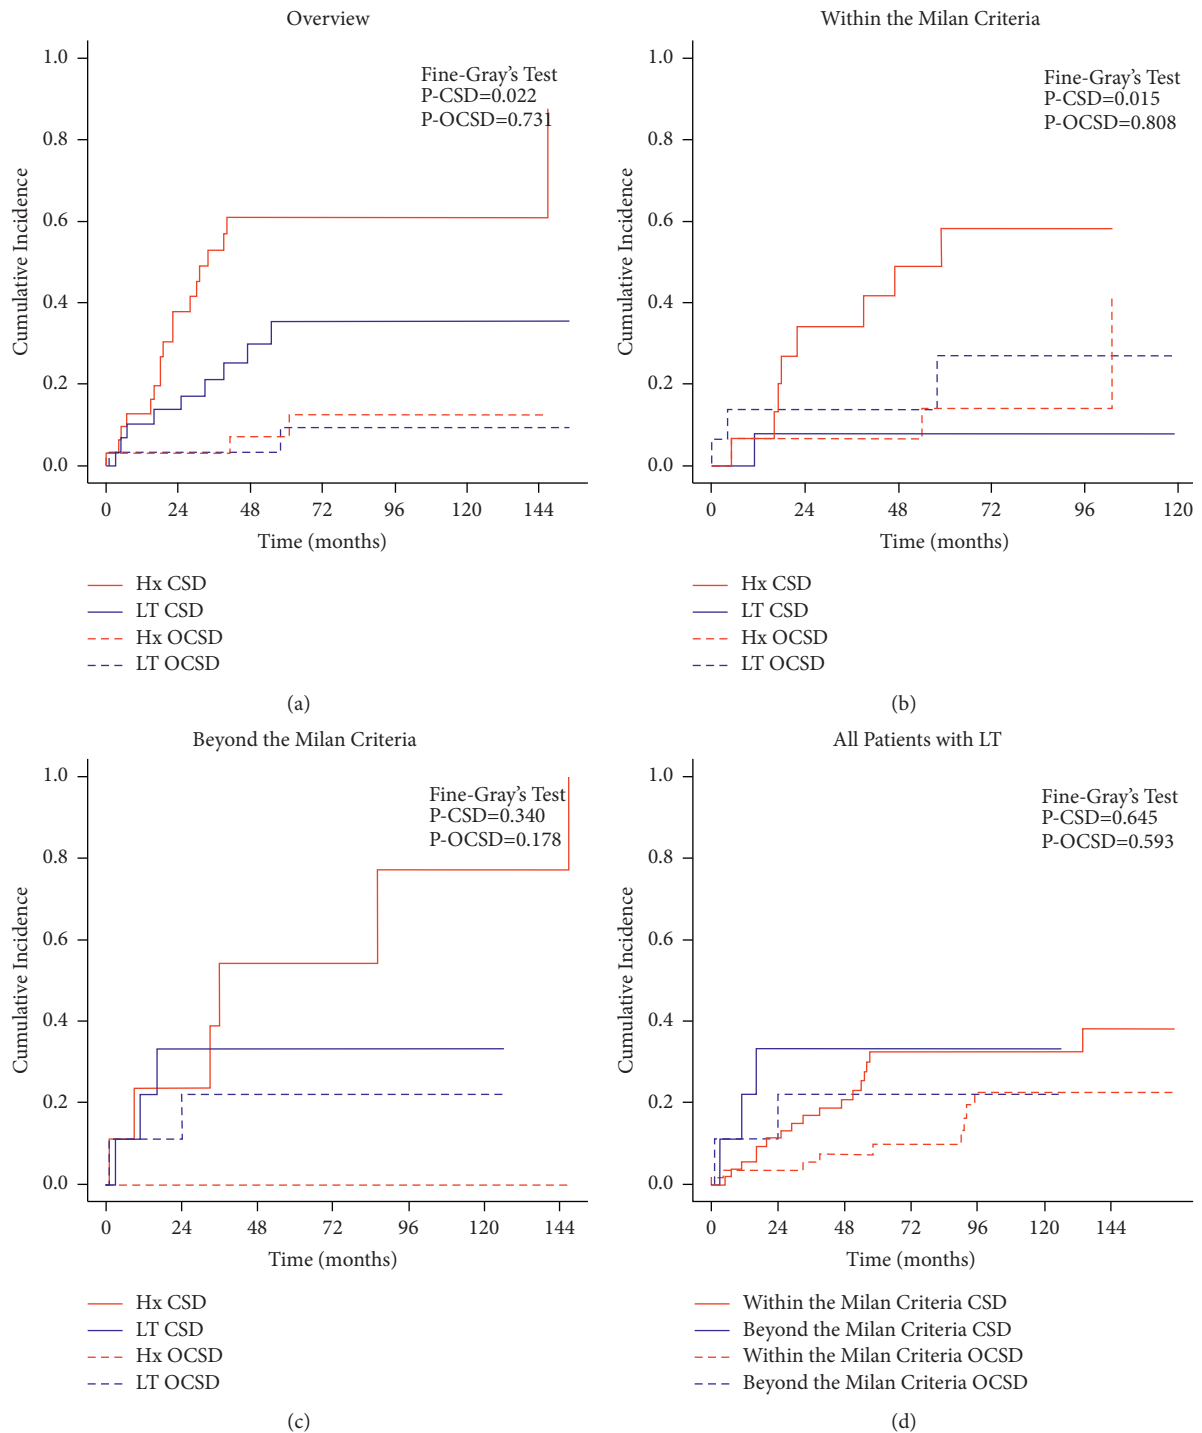 Overview
Fine-Gray's Test
P-CSD=0.022
P-OCSD=0.731
Cumulative Incidence
1.0
0.8
0.6
0.4
0.2
0.0
0 24 48 72 96 120 144
Time (months)
Hx CSD
LT CSD
Hx OCSD
LT OCSD
(a)
Within the Milan Criteria
Fine-Gray's Test
P-CSD=0.015
P-OCSD=0.808
Cumulative Incidence
1.0
0.8
0.6
0.4
0.2
0.0
0 24 48 72 96 120
Time (months)
Hx CSD
LT CSD
Hx OCSD
LT OCSD
(b)
Beyond the Milan Criteria
Fine-Gray's Test
P-CSD=0.340
P-OCSD=0.178
Cumulative Incidence
1.0
0.8
0.6
0.4
0.2
0.0
0 24 48 72 96 120 144
Time (months)
Hx CSD
LT CSD
Hx OCSD
LT OCSD
(c)
All Patients with LT
Fine-Gray's Test
P-CSD=0.645
P-OCSD=0.593
Cumulative Incidence
1.0
0.8
0.6
0.4
0.2
0.0
0 24 48 72 96 120 144
Time (months)
Within the Milan Criteria CSD
Beyond the Milan Criteria CSD
Within the Milan Criteria OCSD
Beyond the Milan Criteria OCSD
(d)